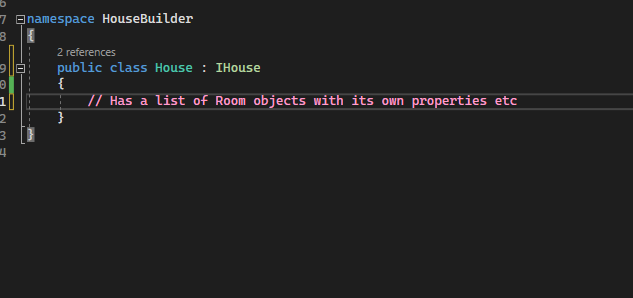 6
7 namespace HouseBuilder
8 {
2 references
9 public class House : IHouse
0 {
1 // Has a list of Room objects with its own properties etc
2 }
3 }
4